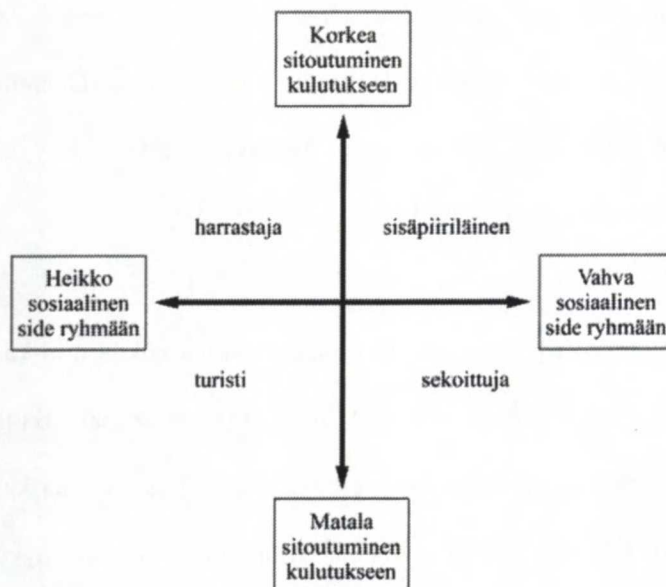 Korkea
sitoutuminen
kulutukseen
harrastaja
sisäpiiriläinen
Heikko
sosiaalinen
side ryhmään
Vahva
sosiaalinen
side ryhmään
turisti
sekoittuja
Matala
sitoutuminen
kulutukseen